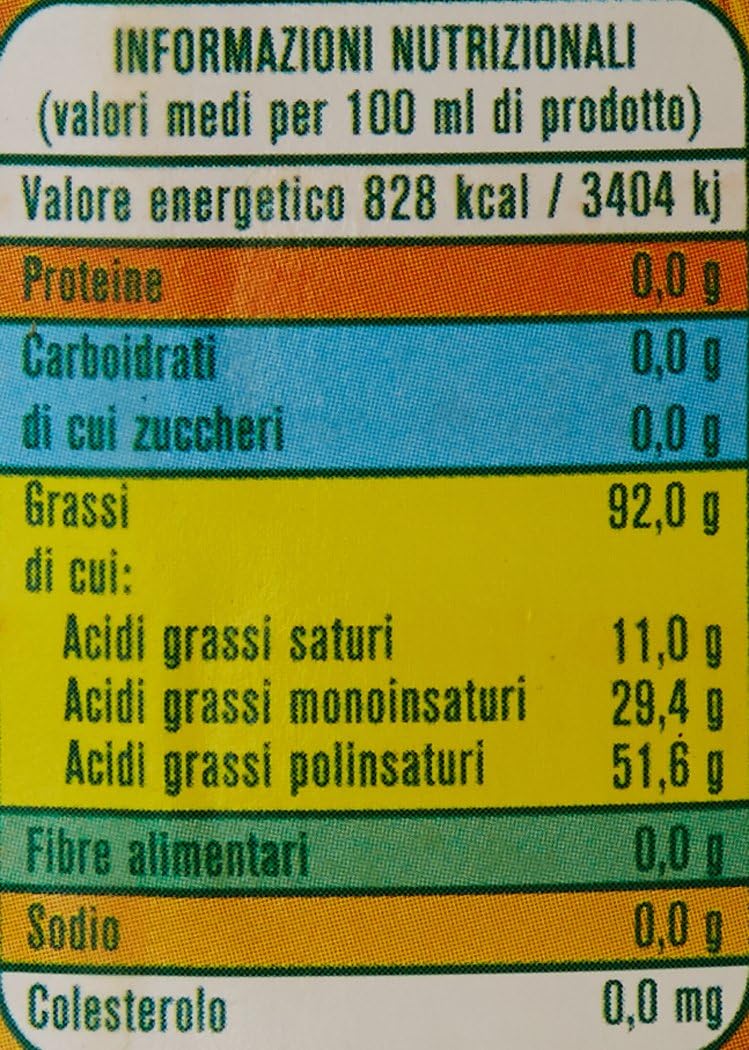 INFORMAZIONI NUTRIZIONALI
(valori medi per 100 ml di prodotto)
Valore energetico 828 kcal / 3404 kj
Proteine 0,0 g
Carboidrati 0,0 g
di cui zuccheri 0,0 g
Grassi 92,0 g
di cui:
Acidi grassi saturi 11,0 g
Acidi grassi monoinsaturi 29,4 g
Acidi grassi polinsaturi 51,6 g
Fibre alimentari 0,0 g
Sodio 0,0 g
Colesterolo 0,0 mg